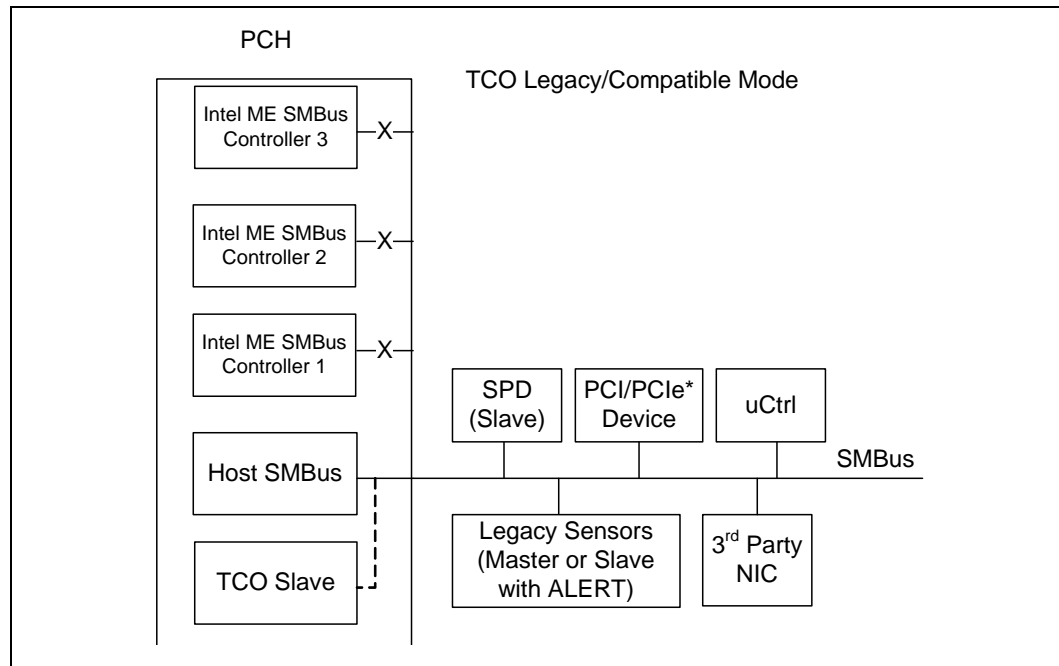 PCH
TCO Legacy/Compatible Mode
Intel ME SMBus
Controller 3
X
Intel ME SMBus
Controller 2
X
Intel ME SMBus
Controller 1
X
SPD
(Slave)
PCI/PCIe*
Device
uCtrl
Host SMBus
SMBus
Legacy Sensors
(Master or Slave
with ALERT)
3rd Party
NIC
TCO Slave